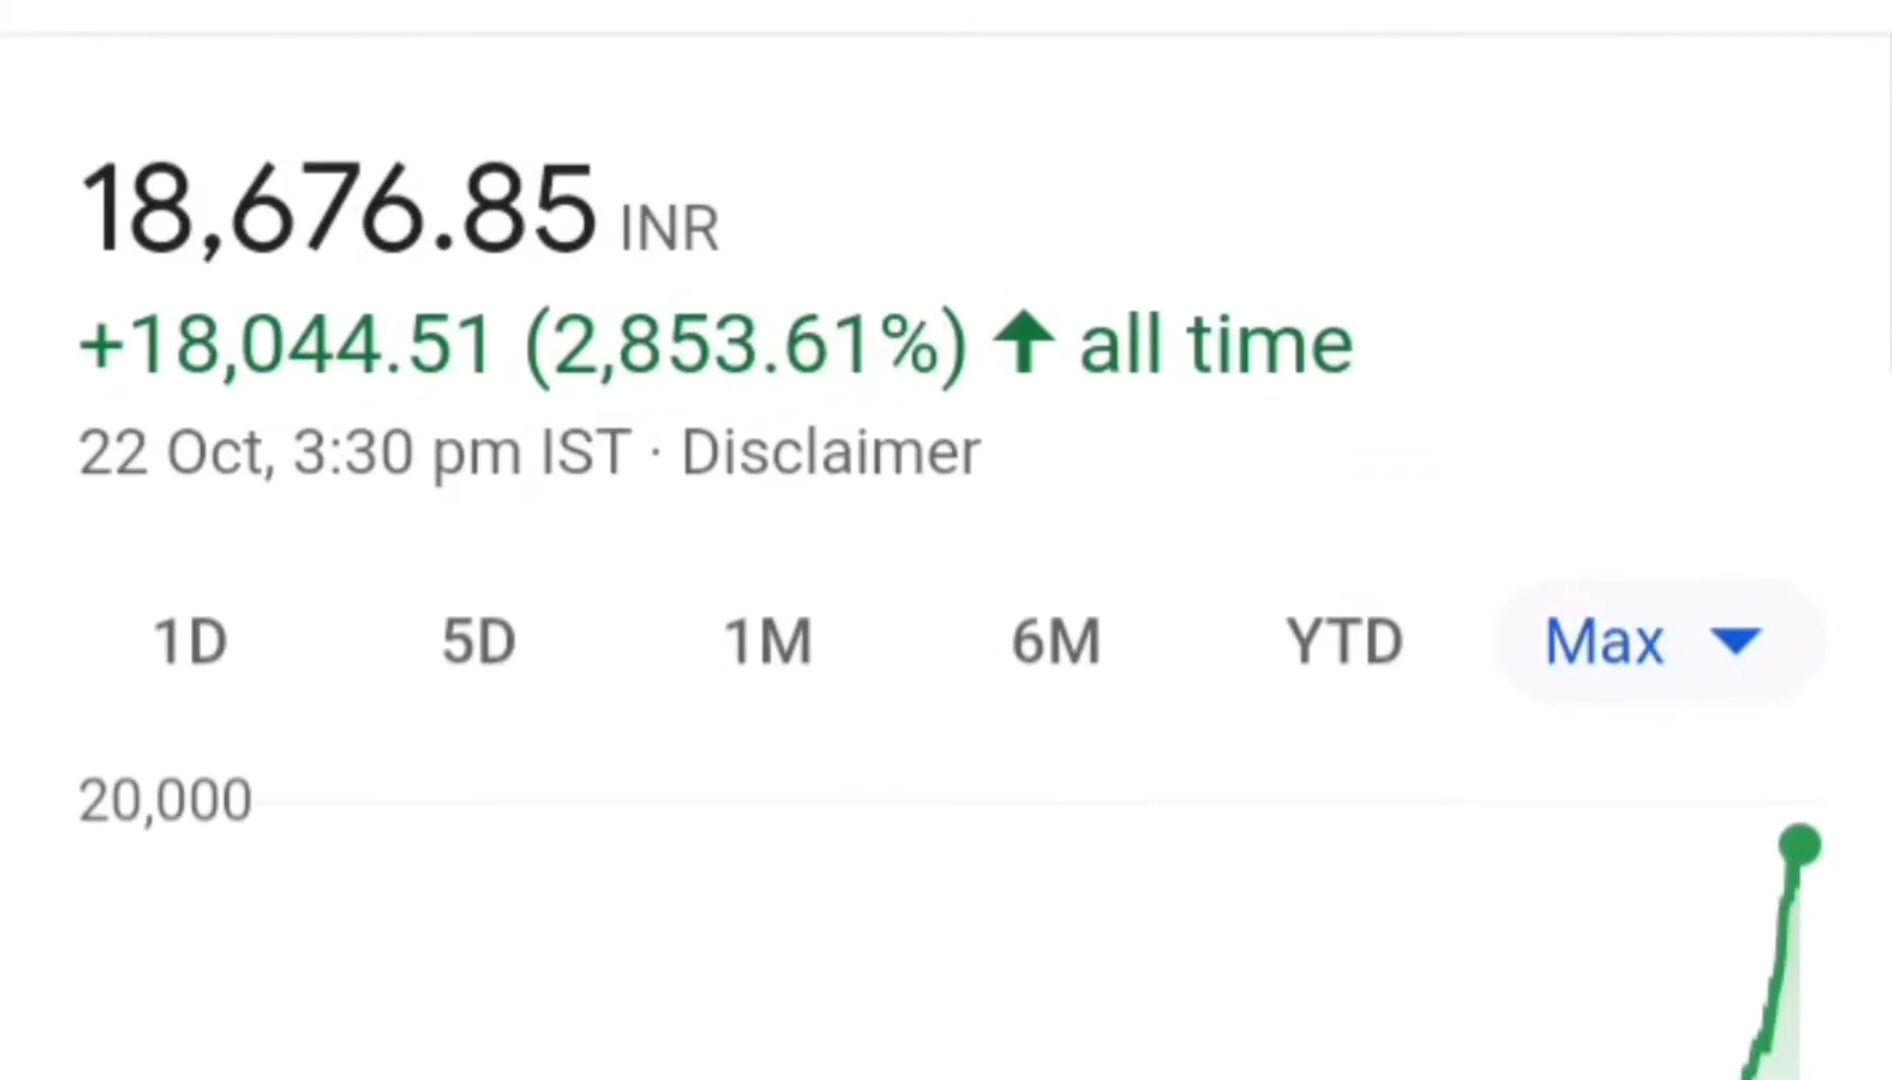 18,676.85 INR
+18,044.51 (2,853.61%) ↑ all time
22 Oct, 3:30 pm IST · Disclaimer
1D 5D 1M 6M YTD Max
20,000